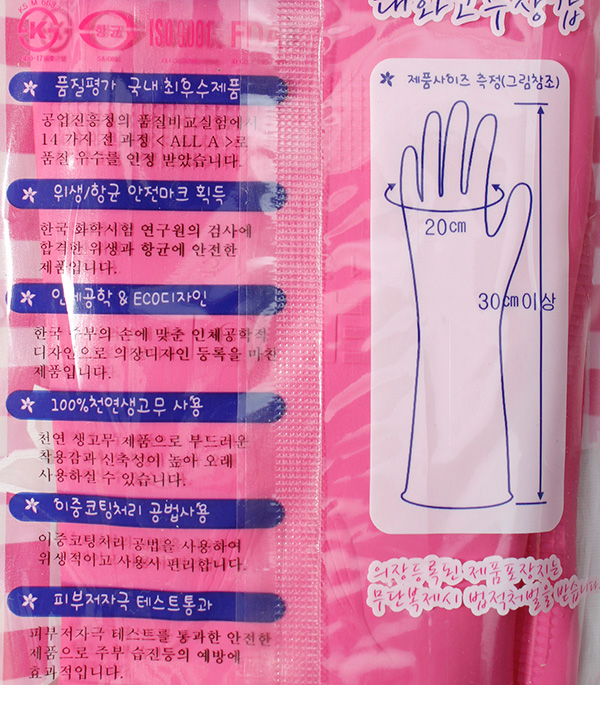 KS M 6681
항균
ISO
FD
품질평가 국내최우수제품
공업진흥청의 품질비교실험에서
14 가지 전 과정 < ALL A >로
품질 우수를 인정 받았습니다.
위생/항균 안전마크 획득
한국 화학시험 연구원의 검사에
합격한 위생과 항균에 안전한
제품입니다.
인체공학 & ECO디자인
한국 주부의 손에 맞춘 인체공학적
디자인으로 의장디자인 등록을 마친
제품입니다.
100%천연생고무 사용
천연 생고무 제품으로 부드러운
착용감과 신축성이 높아 오래
사용하실 수 있습니다.
이중코팅처리 공법사용
이중코팅처리 공법을 사용하여
위생적이고 사용시 편리합니다.
피부저자극 테스트통과
피부저자극 테스트를 통과한 안전한
제품으로 주부 습진등의 예방에
효과적입니다.
태화고무장갑
제품사이즈 측정(그림참조)
20cm
30cm이상
의장등록된 제품포장지는
무단복제시 법적처벌을 받습니다.